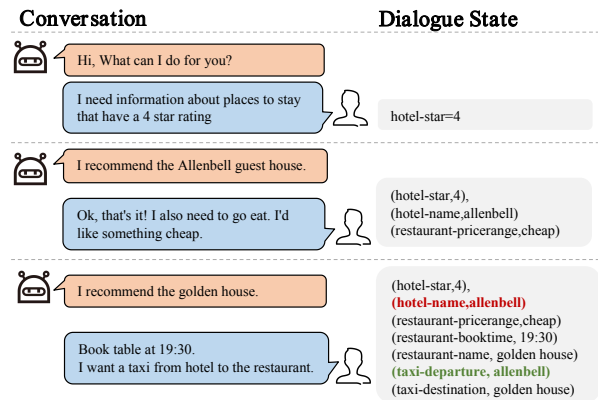 Conversation
Dialogue State
Hi, What can I do for you?
I need information about places to stay
that have a 4 star rating
hotel-star=4
I recommend the Allenbell guest house.
Ok, that's it! I also need to go eat. I'd
like something cheap.
(hotel-star,4),
(hotel-name,allenbell)
(restaurant-pricerange,cheap)
I recommend the golden house.
Book table at 19:30.
I want a taxi from hotel to the restaurant.
(hotel-star,4),
(hotel-name,allenbell)
(restaurant-pricerange,cheap)
(restaurant-booktime, 19:30)
(restaurant-name, golden house)
(taxi-departure, allenbell)
(taxi-destination, golden house)